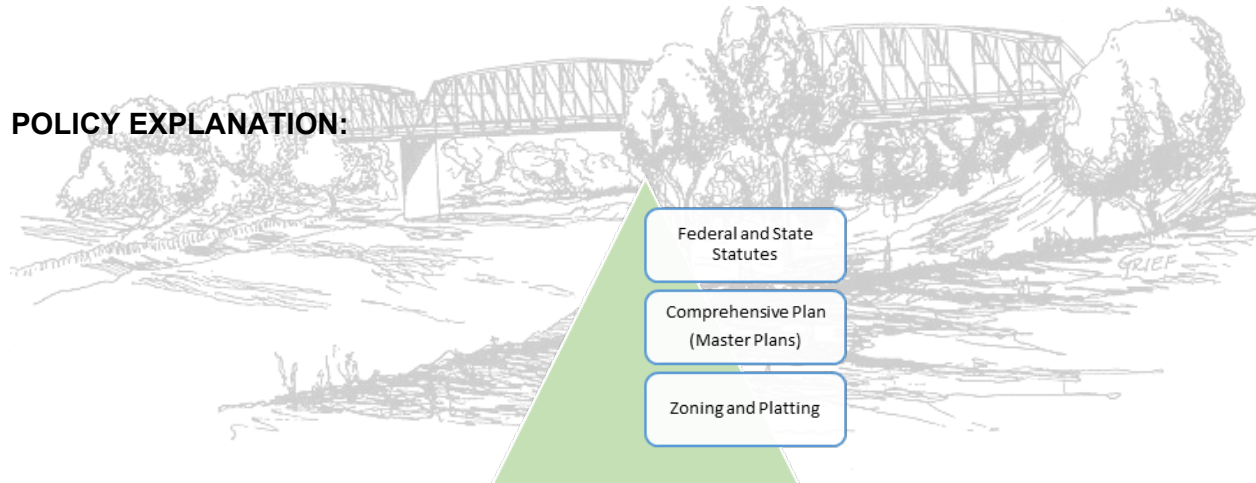 POLICY EXPLANATION:
Federal and State
Statutes
Comprehensive Plan
(Master Plans)
Zoning and Platting
GRIEF